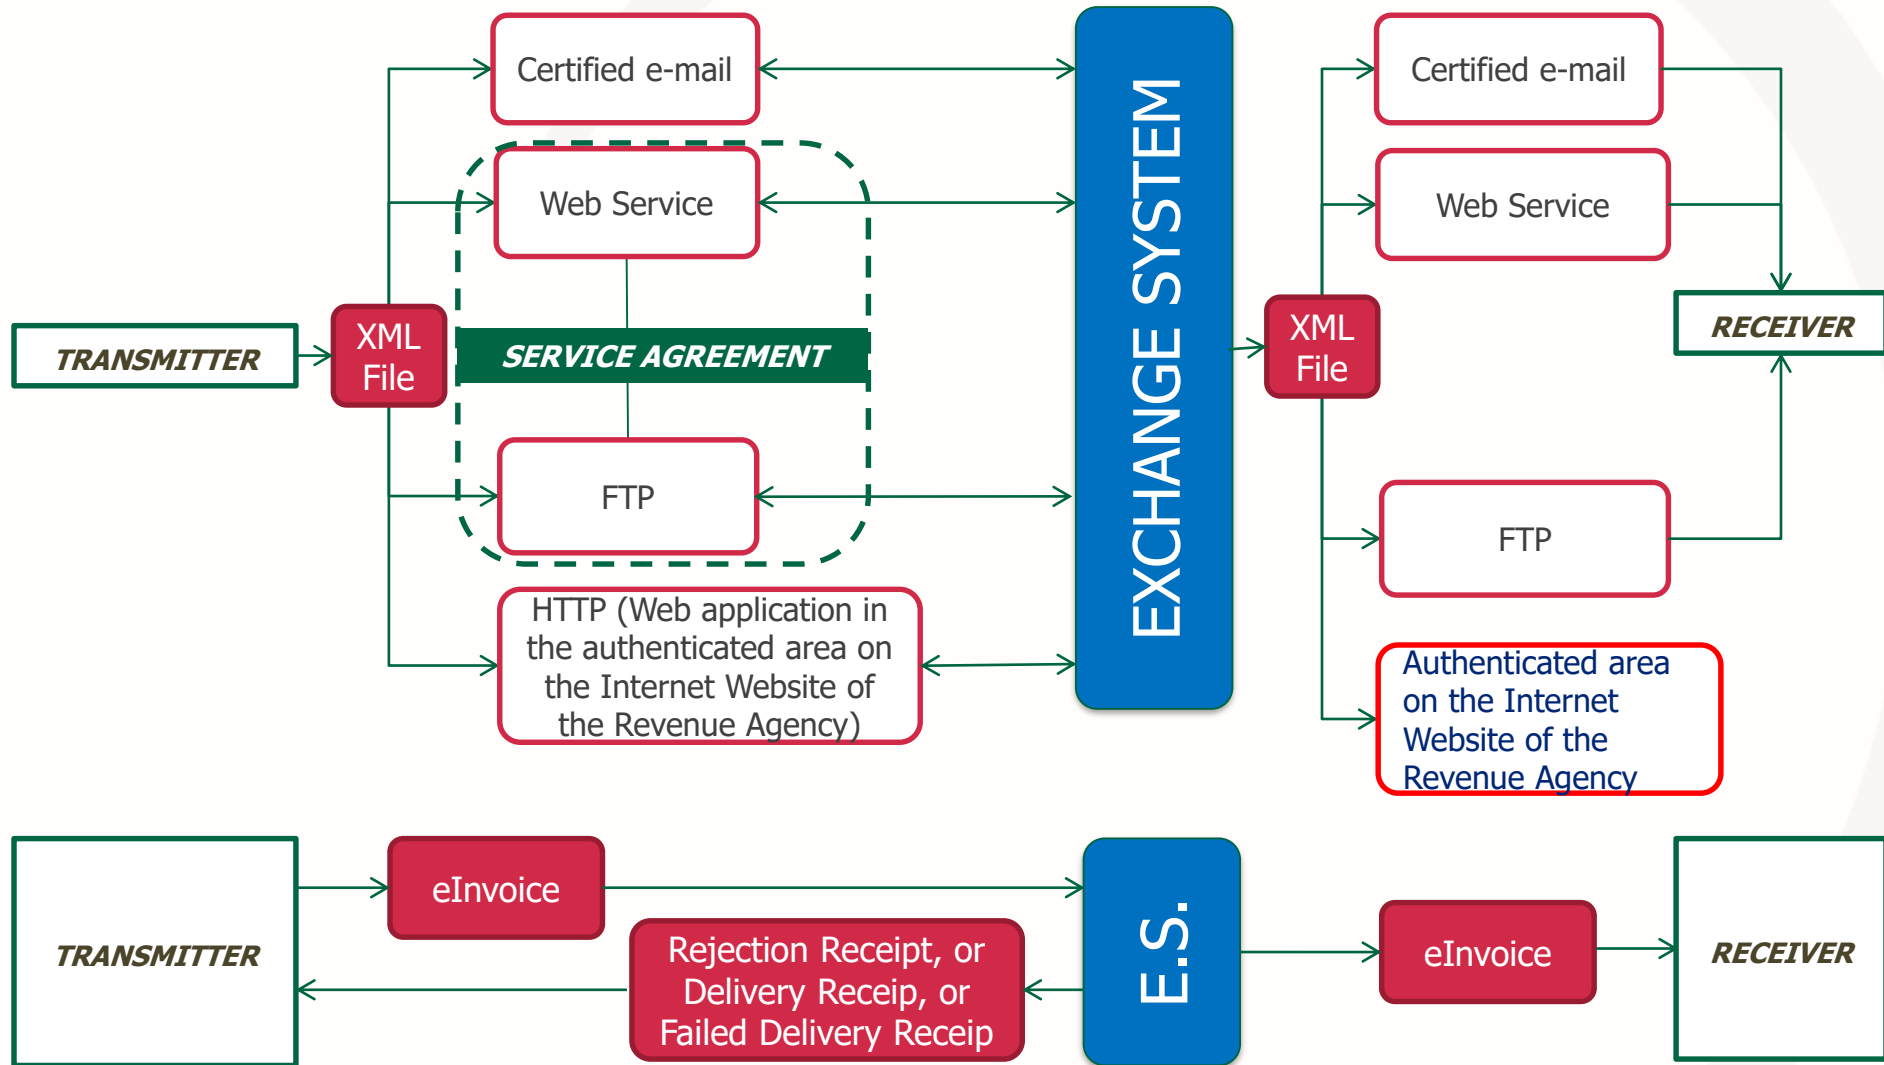 Certified e-mail
Web Service
TRANSMITTER
XML
File
SERVICE AGREEMENT
FTP
HTTP (Web application in
the authenticated area on
the Internet Website of
the Revenue Agency)
EXCHANGE SYSTEM
Certified e-mail
Web Service
XML
File
RECEIVER
FTP
Authenticated area
on the Internet
Website of the
Revenue Agency
TRANSMITTER
eInvoice
Rejection Receipt, or
Delivery Receip, or
Failed Delivery Receip
E.S.
eInvoice
RECEIVER